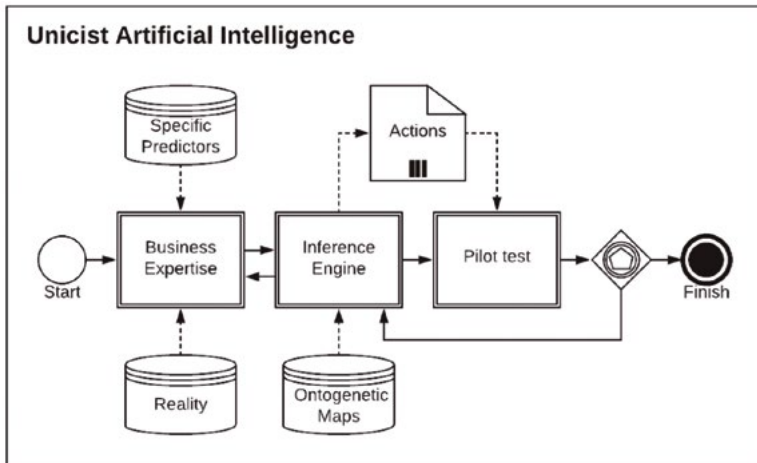 Unicist Artificial Intelligence
Specific
Predictors
Actions
Business
Expertise
Inference
Engine
Pilot test
Start
Finish
Reality
Ontogenetic
Maps